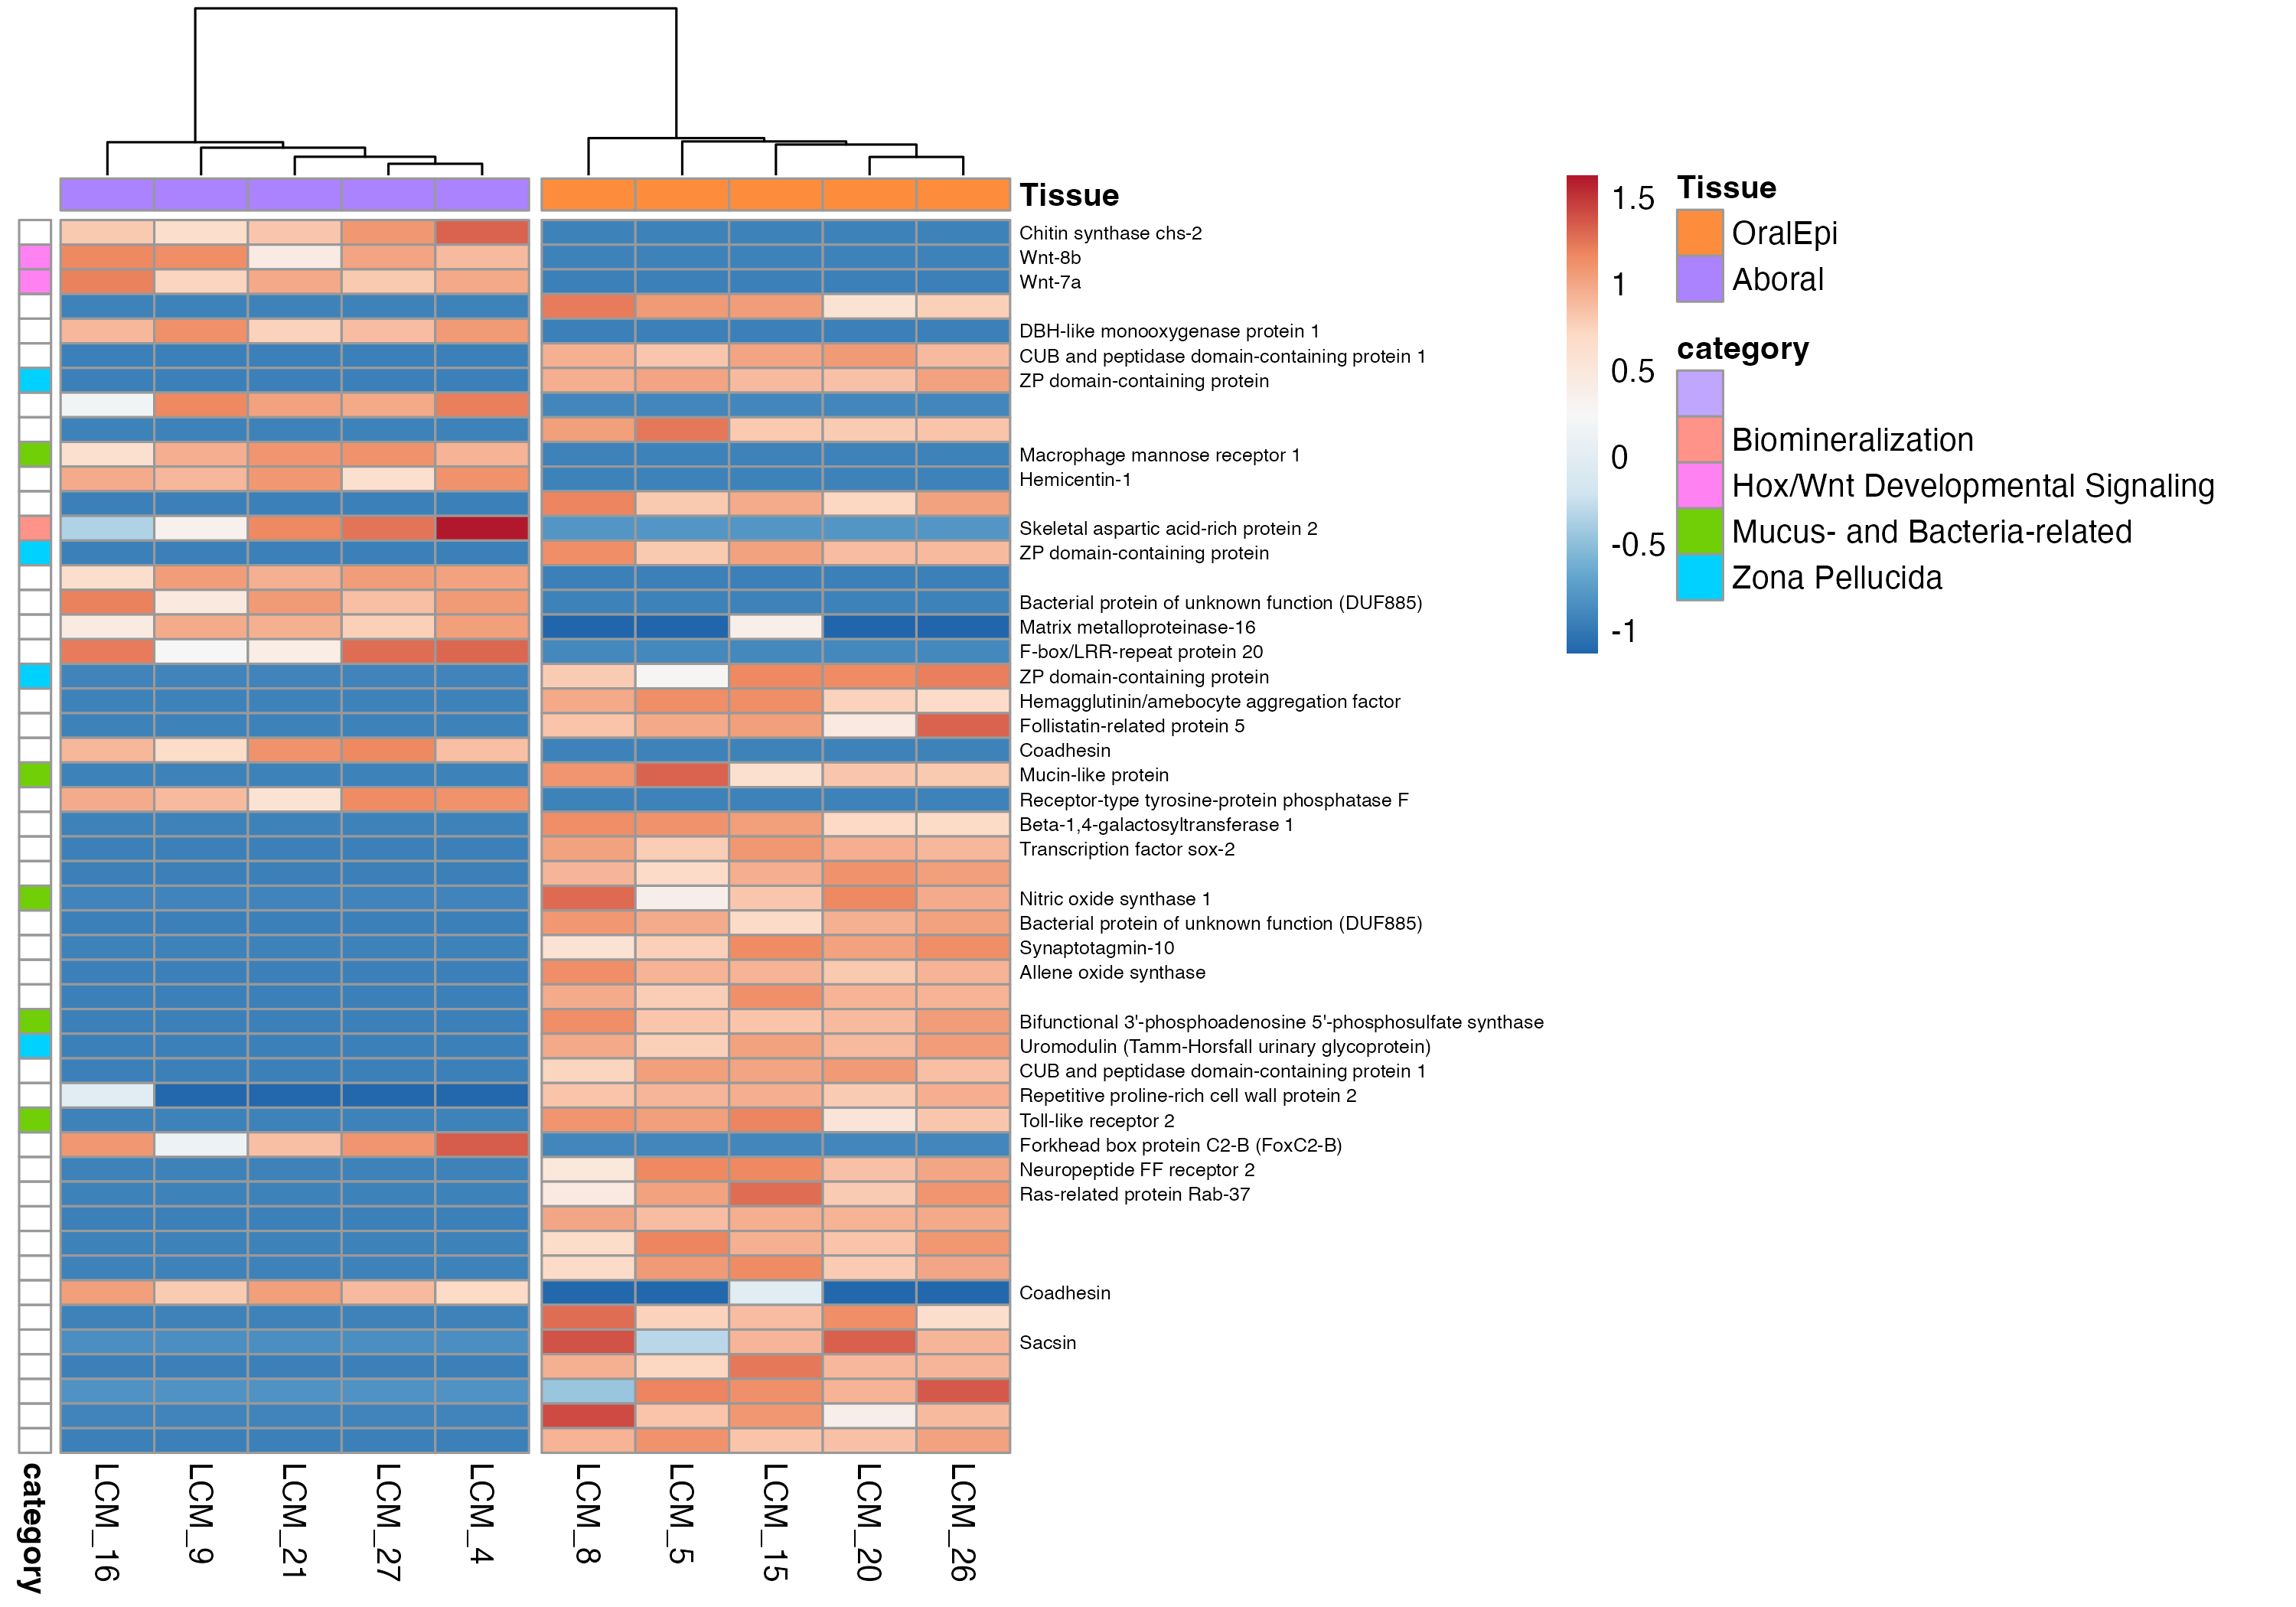 Tissue
Chitin synthase chs-2
Wnt-8b
Wnt-7a
DBH-like monooxygenase protein 1
CUB and peptidase domain-containing protein 1
ZP domain-containing protein
Macrophage mannose receptor 1
Hemicentin-1
Skeletal aspartic acid-rich protein 2
ZP domain-containing protein
Bacterial protein of unknown function (DUF885)
Matrix metalloproteinase-16
F-box/LRR-repeat protein 20
ZP domain-containing protein
Hemagglutinin/amebocyte aggregation factor
Follistatin-related protein 5
Coadhesin
Mucin-like protein
Receptor-type tyrosine-protein phosphatase F
Beta-1,4-galactosyltransferase 1
Transcription factor sox-2
Nitric oxide synthase 1
Bacterial protein of unknown function (DUF885)
Synaptotagmin-10
Allene oxide synthase
Bifunctional 3'-phosphoadenosine 5'-phosphosulfate synthase
Uromodulin (Tamm-Horsfall urinary glycoprotein)
CUB and peptidase domain-containing protein 1
Repetitive proline-rich cell wall protein 2
Toll-like receptor 2
Forkhead box protein C2-B (FoxC2-B)
Neuropeptide FF receptor 2
Ras-related protein Rab-37
Coadhesin
Sacsin
category
LCM_16
LCM_9
LCM_21
LCM_27
LCM_4
LCM_8
LCM_5
LCM_15
LCM_20
LCM_26
1.5
1
0.5
0
-0.5
-1
Tissue
OralEpi
Aboral
category
Biomineralization
Hox/Wnt Developmental Signaling
Mucus- and Bacteria-related
Zona Pellucida